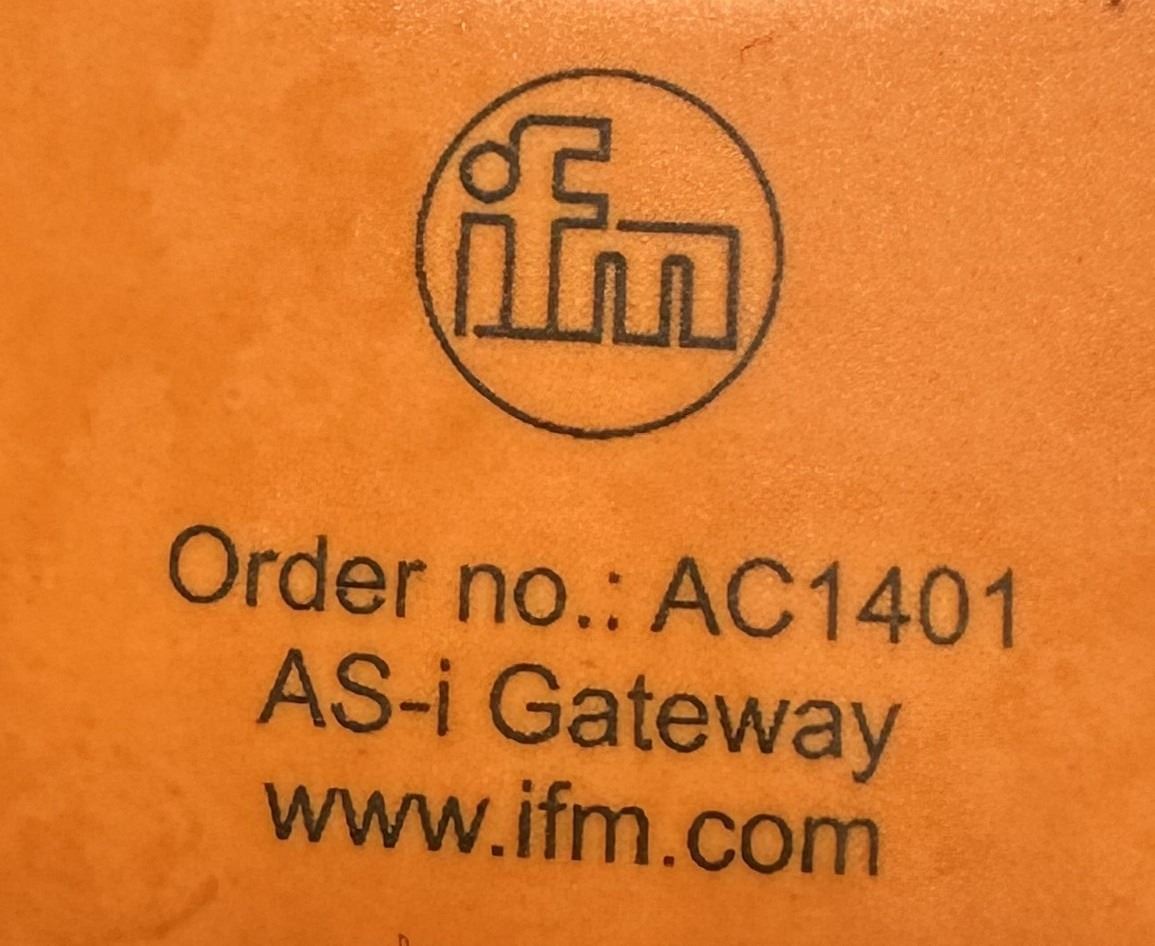 ifm
Order no.: AC1401
AS-i Gateway
www.ifm.com